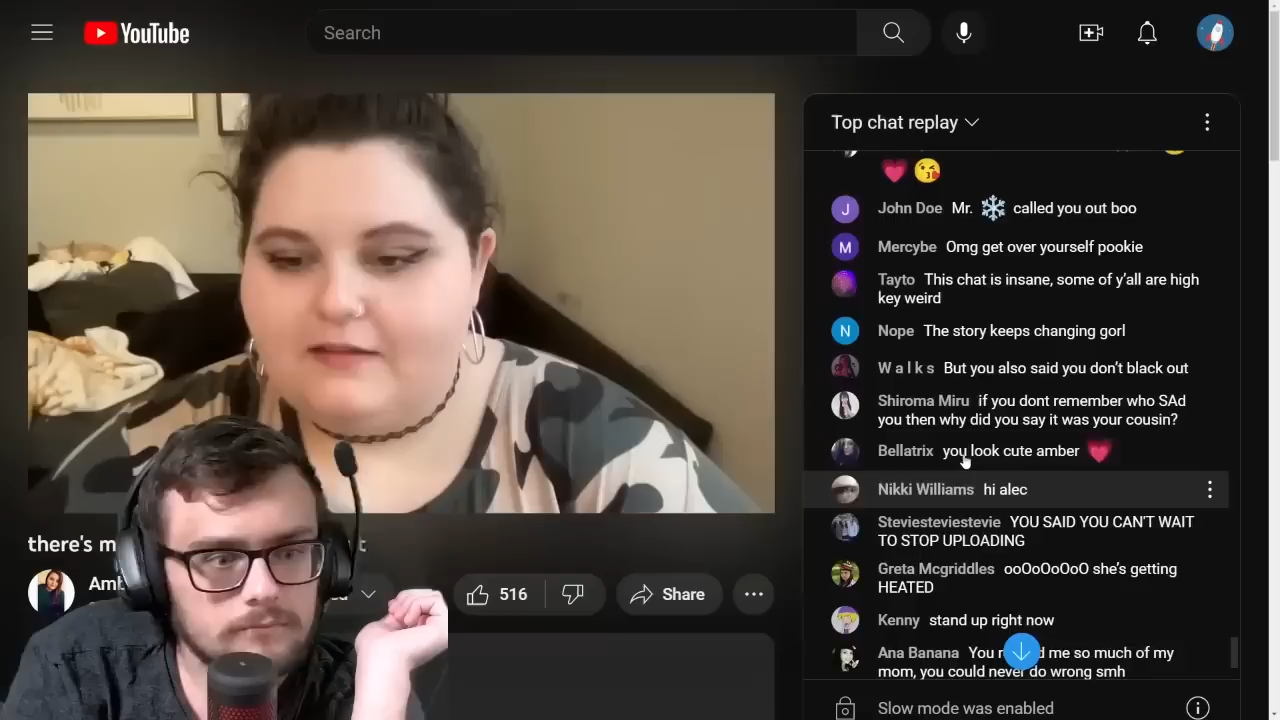 YouTube
Search
Top chat replay
John Doe Mr. ❄️ called you out boo
J
Mercybe Omg get over yourself pookie
M
Tayto This chat is insane, some of y'all are high
key weird
Nope The story keeps changing gorl
N
W a l k s But you also said you don't black out
Shiroma Miru if you dont remember who SAd
you then why did you say it was your cousin?
Bellatrix you look cute amber
Nikki Williams hi alec
Steviesteviestevie YOU SAID YOU CAN'T WAIT
TO STOP UPLOADING
Greta Mcgriddles ooOoOoOoO she's getting
HEATED
Kenny stand up right now
Ana Banana You me so much of my
mom, you could never do wrong smh
Slow mode was enabled
there's m
Amb
516
Share